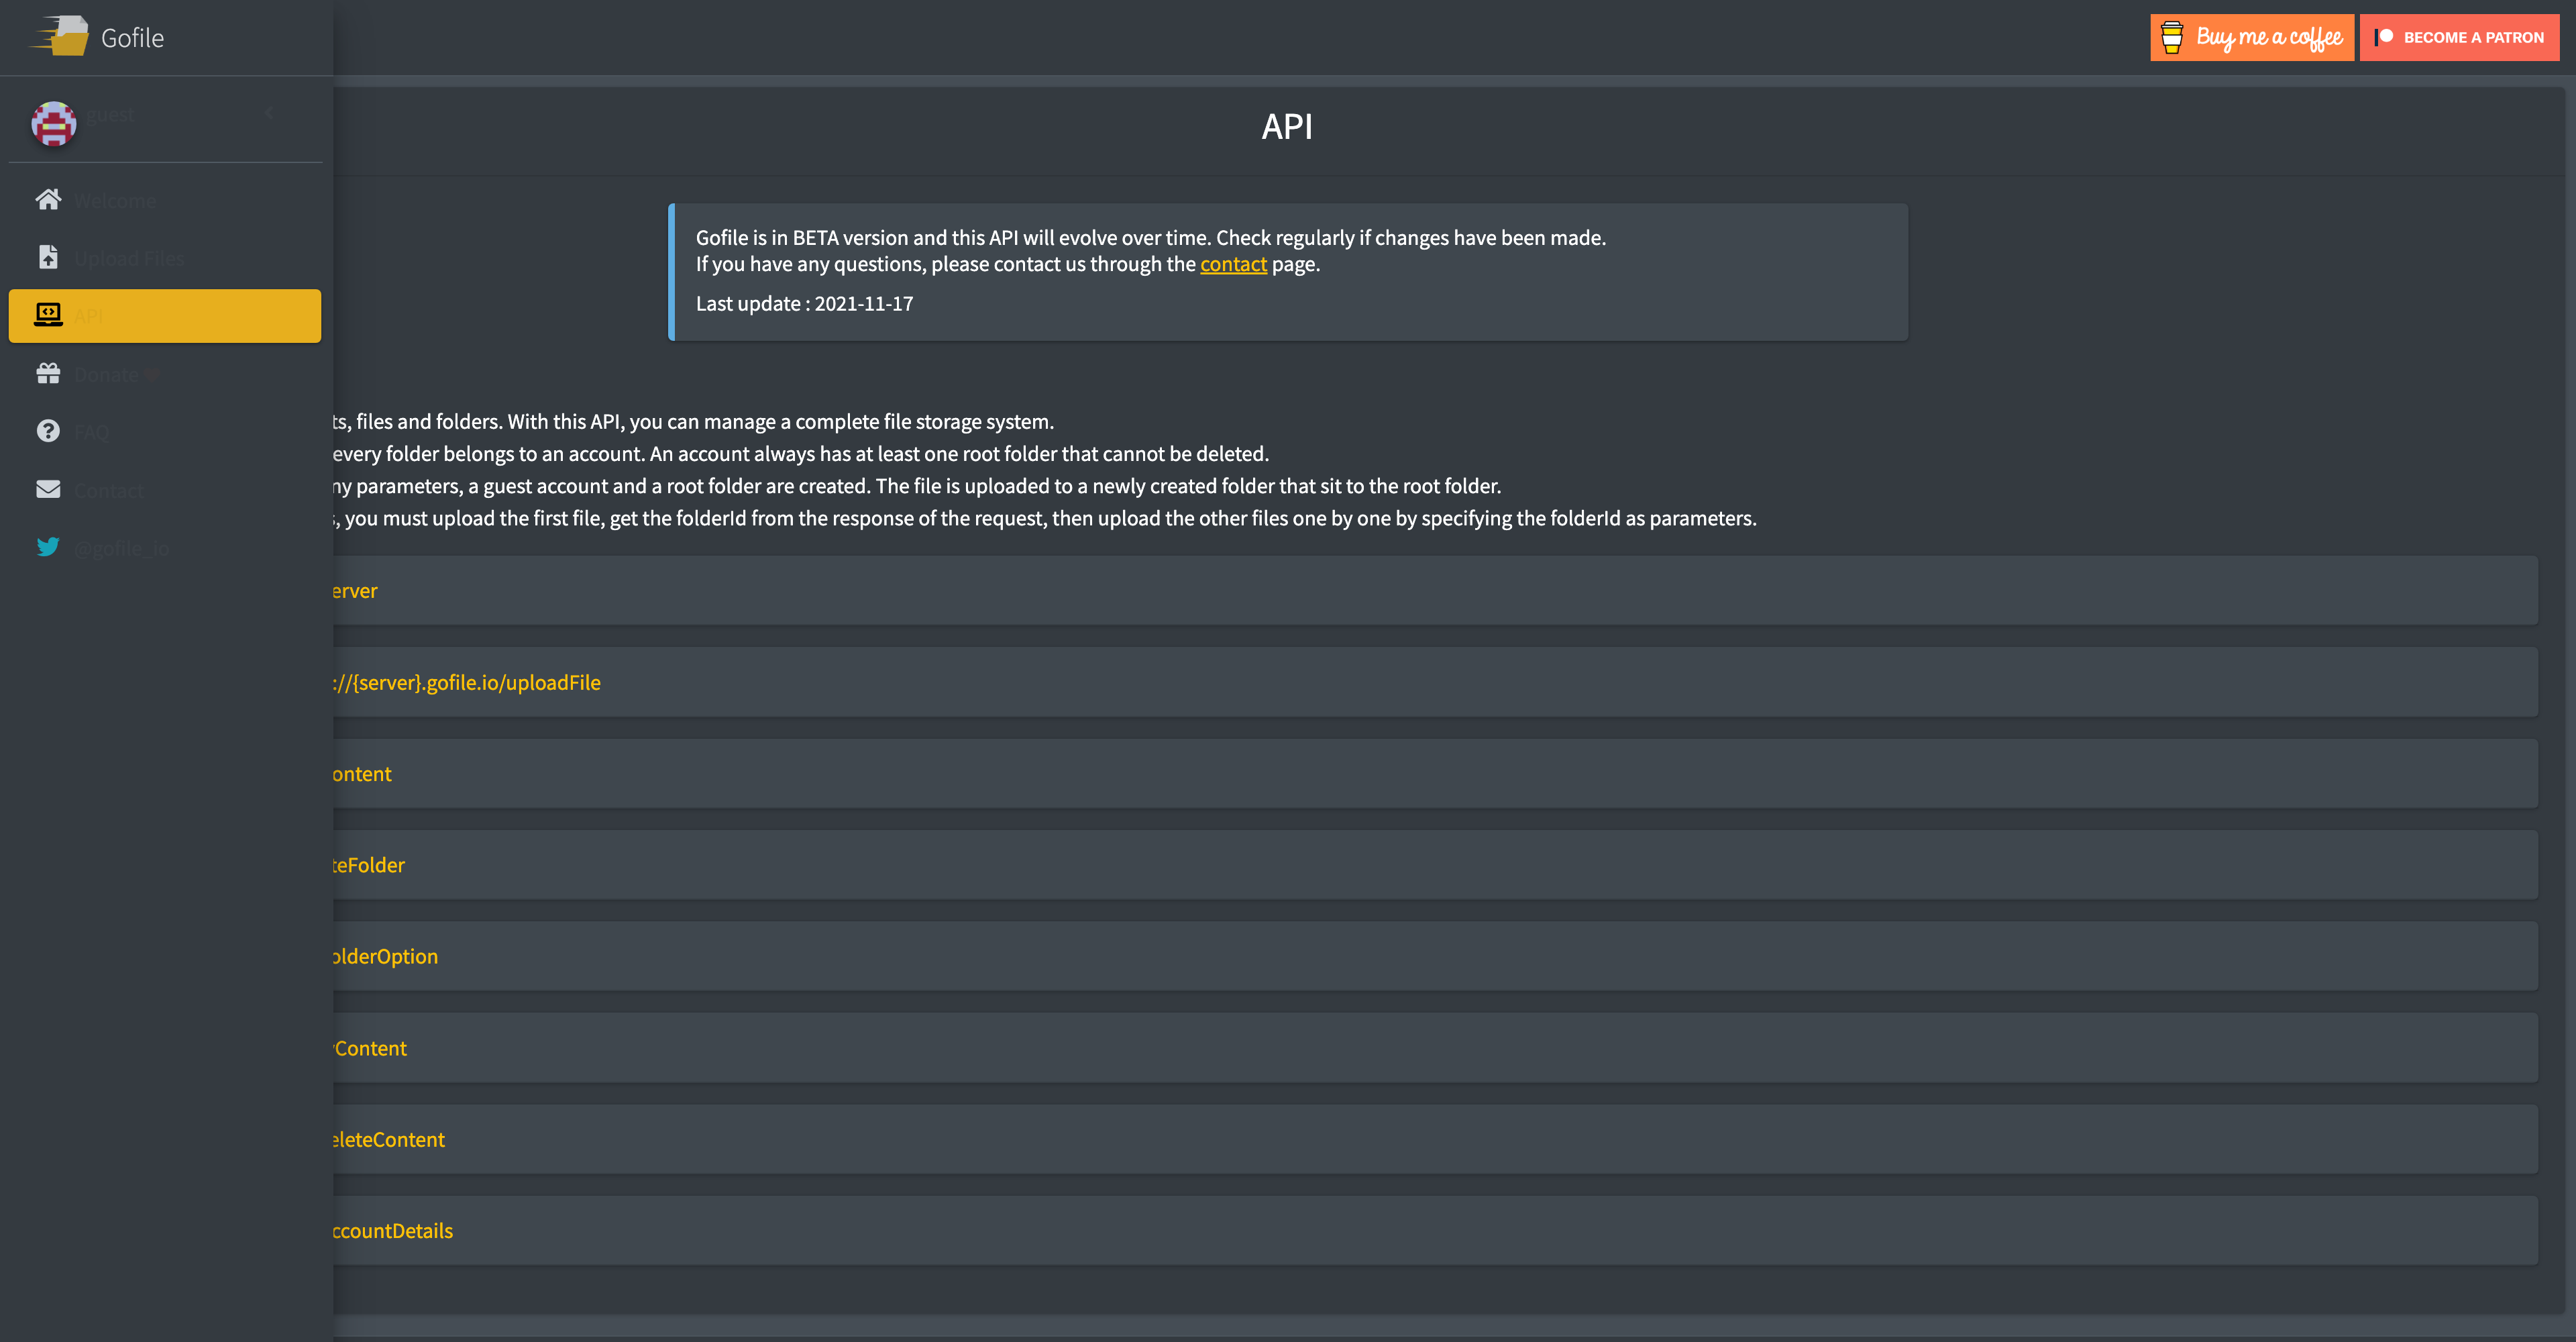 Gofile
Buy me a coffee
BECOME A PATRON
guest
Welcome
Upload Files
API
Donate
FAQ
Contact
@gofile_io
API
Gofile is in BETA version and this API will evolve over time. Check regularly if changes have been made.
If you have any questions, please contact us through the contact page.
Last update : 2021-11-17
ts, files and folders. With this API, you can manage a complete file storage system.
every folder belongs to an account. An account always has at least one root folder that cannot be deleted.
ny parameters, a guest account and a root folder are created. The file is uploaded to a newly created folder that sit to the root folder.
s, you must upload the first file, get the folderId from the response of the request, then upload the other files one by one by specifying the folderId as parameters.
erver
://{server}.gofile.io/uploadFile
ontent
teFolder
olderOption
Content
eleteContent
ccountDetails